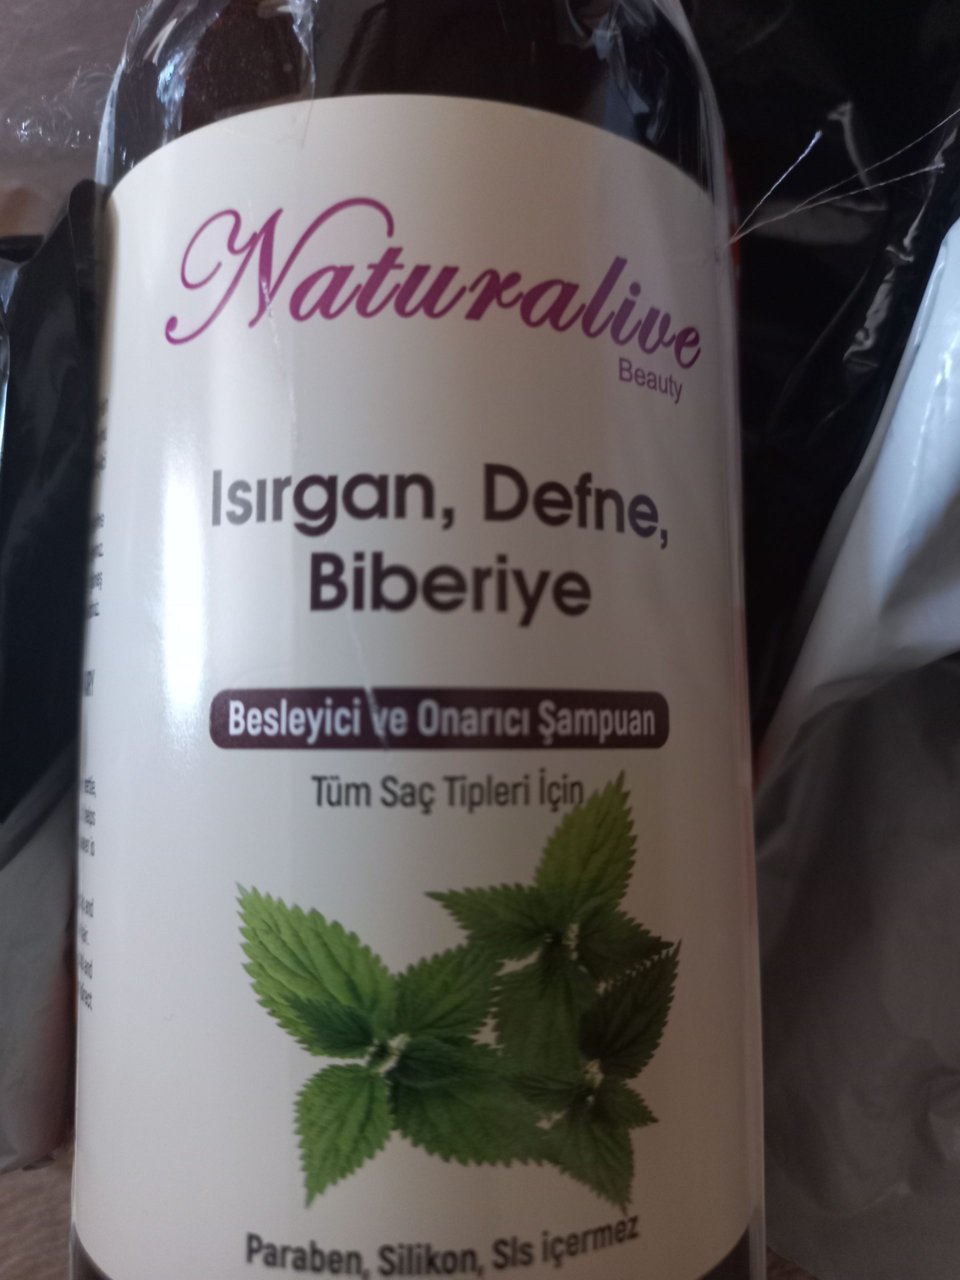 Naturalive
Beauty
Isırgan, Defne,
Biberiye
Besleyici ve Onarıcı Şampuan
Tüm Saç Tipleri İçin
Paraben, Silikon, Sls içermez